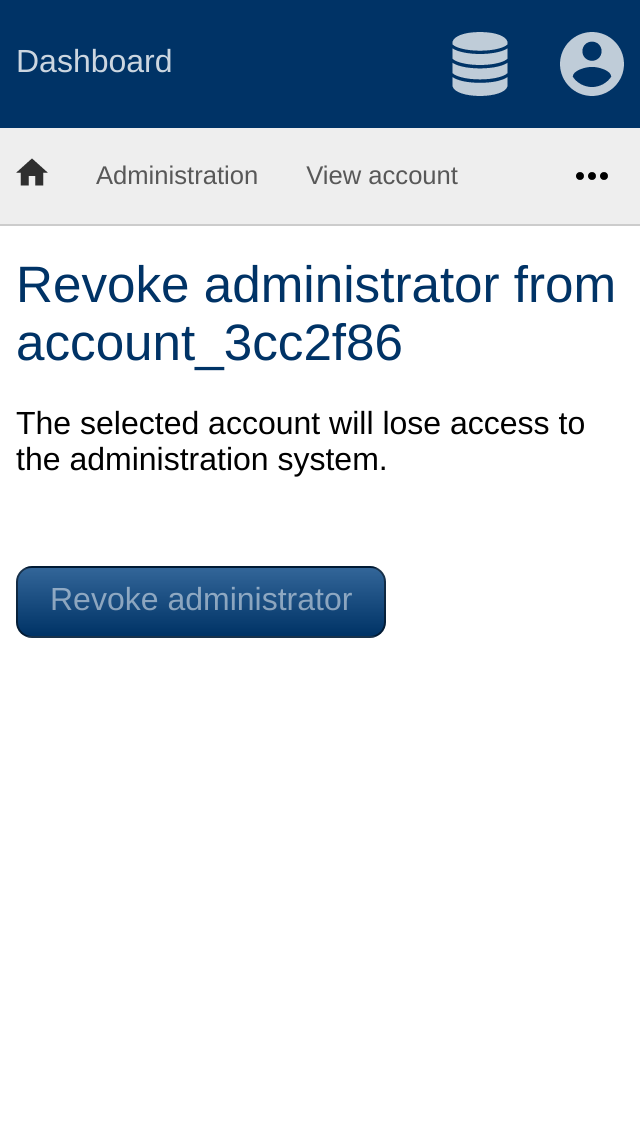 Dashboard
Administration View account
Revoke administrator from
account_3cc2f86
The selected account will lose access to
the administration system.
Revoke administrator